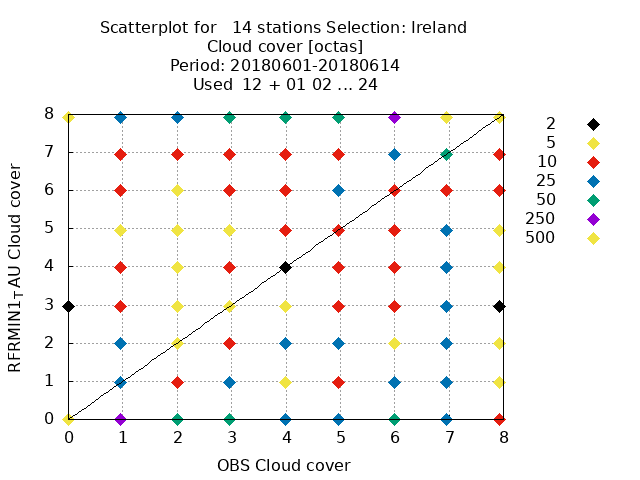 Scatterplot for   14 stations Selection: Ireland
Cloud cover [octas]
Period: 20180601-20180614
Used  12 + 01 02 ... 24
8
7
6
5
4
3
2
1
0
RFRMIN1TAU Cloud cover
0 1 2 3 4 5 6 7 8
OBS Cloud cover
2
5
10
25
50
250
500